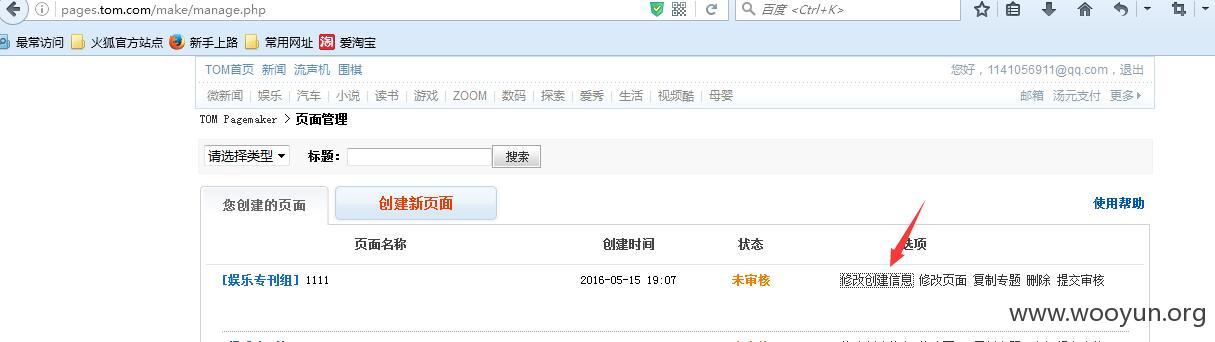 pages.tom.com/make/manage.php 百度 <Ctrl+K>
最常访问 火狐官方站点 新手上路 常用网址 淘 爱淘宝
TOM首页 新闻 流声机 围棋 您好，1141056911@qq.com，退出
微新闻 娱乐 汽车 小说 读书 游戏 ZOOM 数码 探索 爱秀 生活 视频酷 母婴 邮箱 汤元支付 更多
TOM Pagemaker > 页面管理
请选择类型 标题： 搜索
您创建的页面 创建新页面 使用帮助
页面名称 创建时间 状态 选项
[娱乐专刊组] 1111 2016-05-15 19:07 未审核 修改创建信息 修改页面 复制专题 删除 提交审核
www.wooyun.org